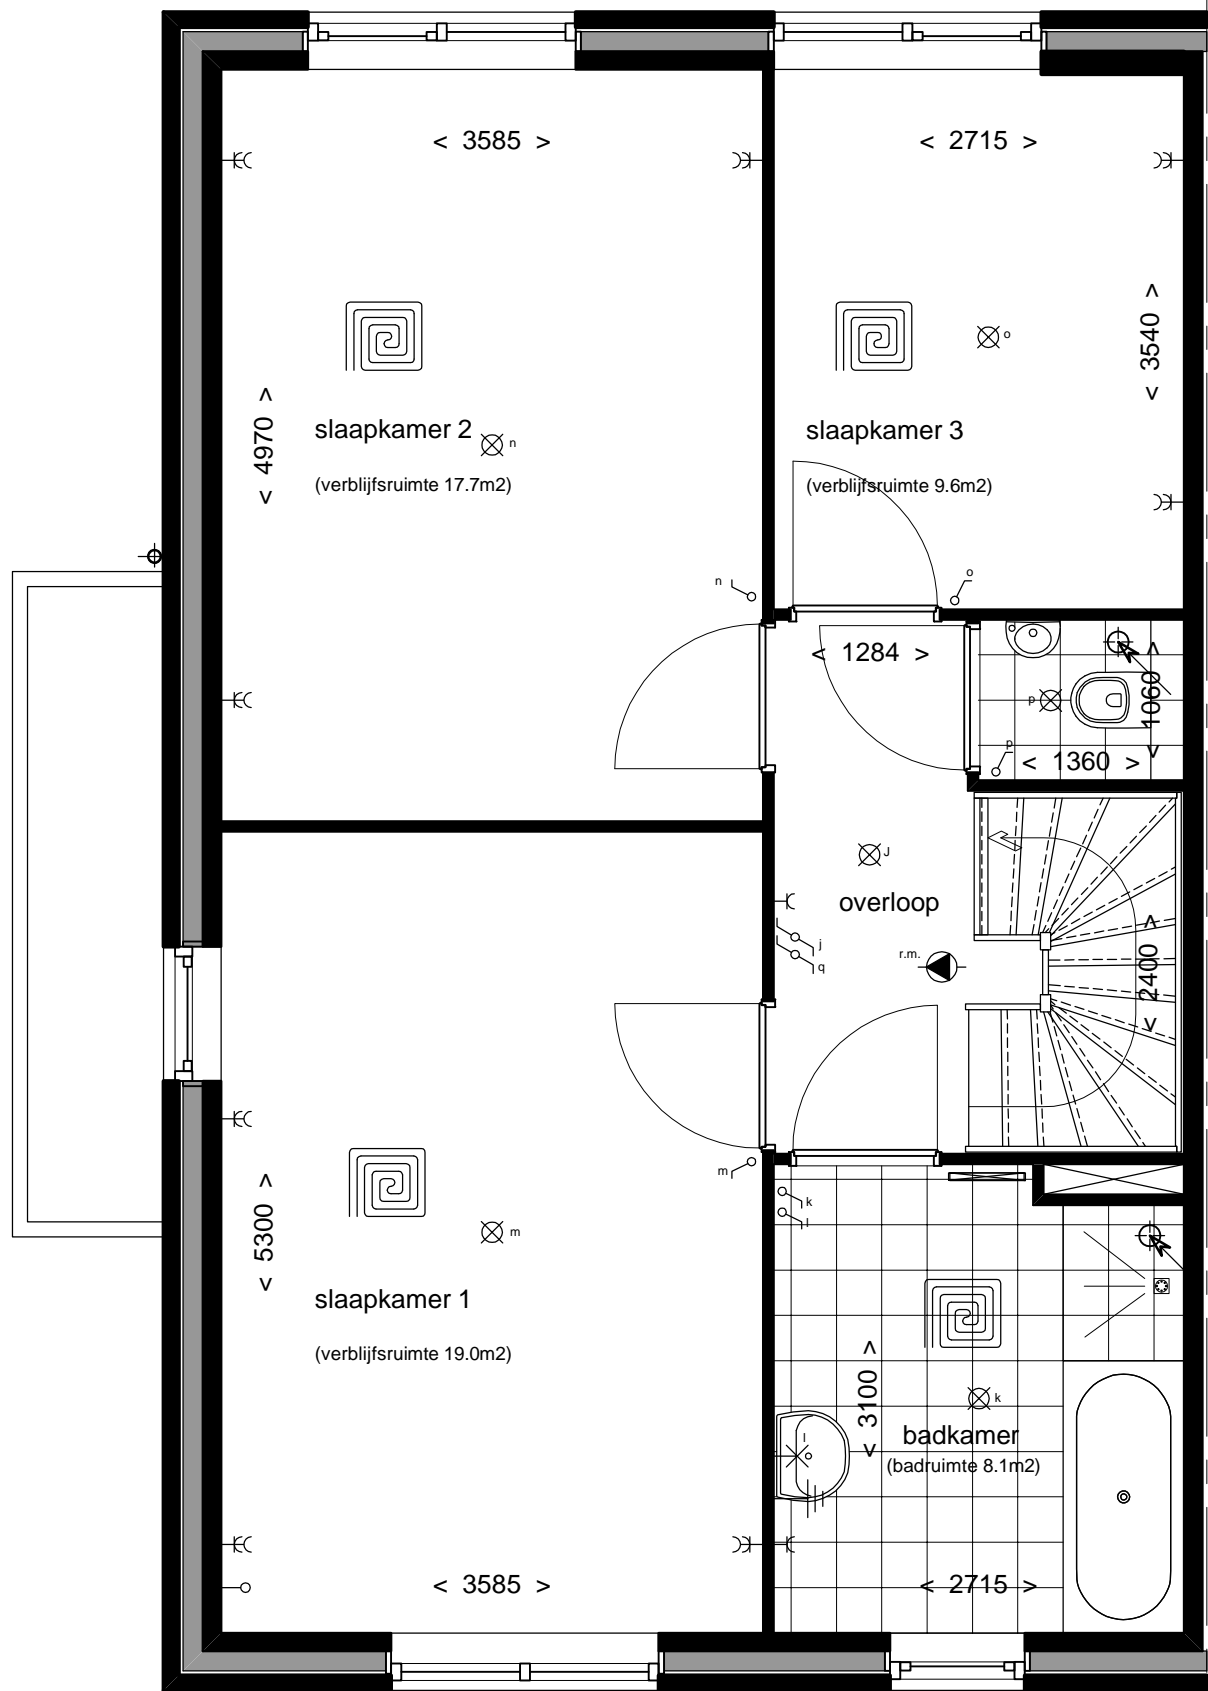 < 3585 >
< 2715 >
< 3540 >
o
slaapkamer 2
n
(verblijfsruimte 17.7m2)
< 4970 >
slaapkamer 3
(verblijfsruimte 9.6m2)
n
o
< 1284 >
< 1060 >
p
p
< 1360 >
J
overloop
j
q
r.m.
< 2400 >
m
k
l
< 5300 >
m
slaapkamer 1
(verblijfsruimte 19.0m2)
< 3100 >
k
badkamer
(badruimte 8.1m2)
l
< 3585 >
< 2715 >